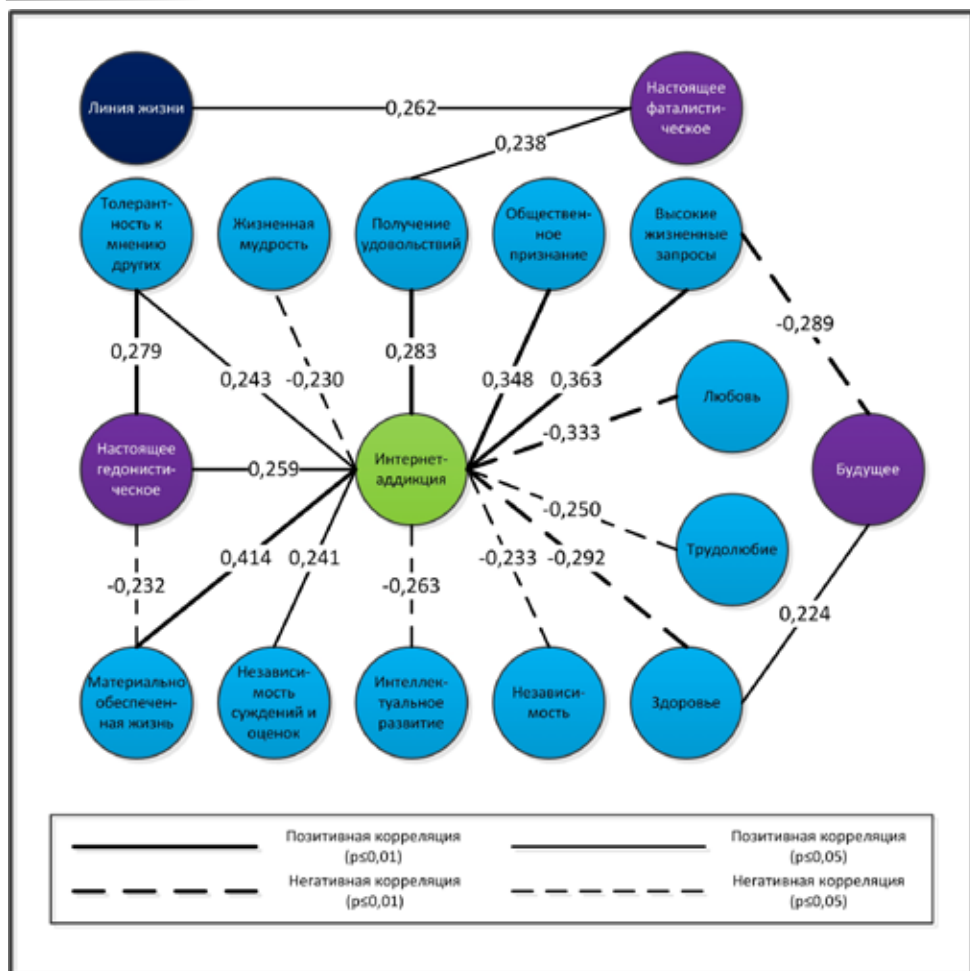 Линия жизни
0,262
Настоящее
фаталисти-
ческое
0,238
Толерант-
ность к
мнению
других
Жизненная
мудрость
Получение
удовольствий
Обществен-
ное
признание
Высокие
жизненные
запросы
-0,289
0,279
0,243
-0,230
0,283
0,348
0,363
Любовь
-0,333
Настоящее
гедонисти-
ческое
0,259
Интернет-
аддикция
Будущее
-0,250
Трудолюбие
-0,232
0,414
0,241
-0,263
-0,233
-0,292
0,224
Материально
обеспечен-
ная жизнь
Независи-
мость
суждений и
оценок
Интеллек-
туальное
развитие
Независи-
мость
Здоровье
Позитивная корреляция
(p≤0,01)
Позитивная корреляция
(p≤0,05)
Негативная корреляция
(p≤0,01)
Негативная корреляция
(p≤0,05)